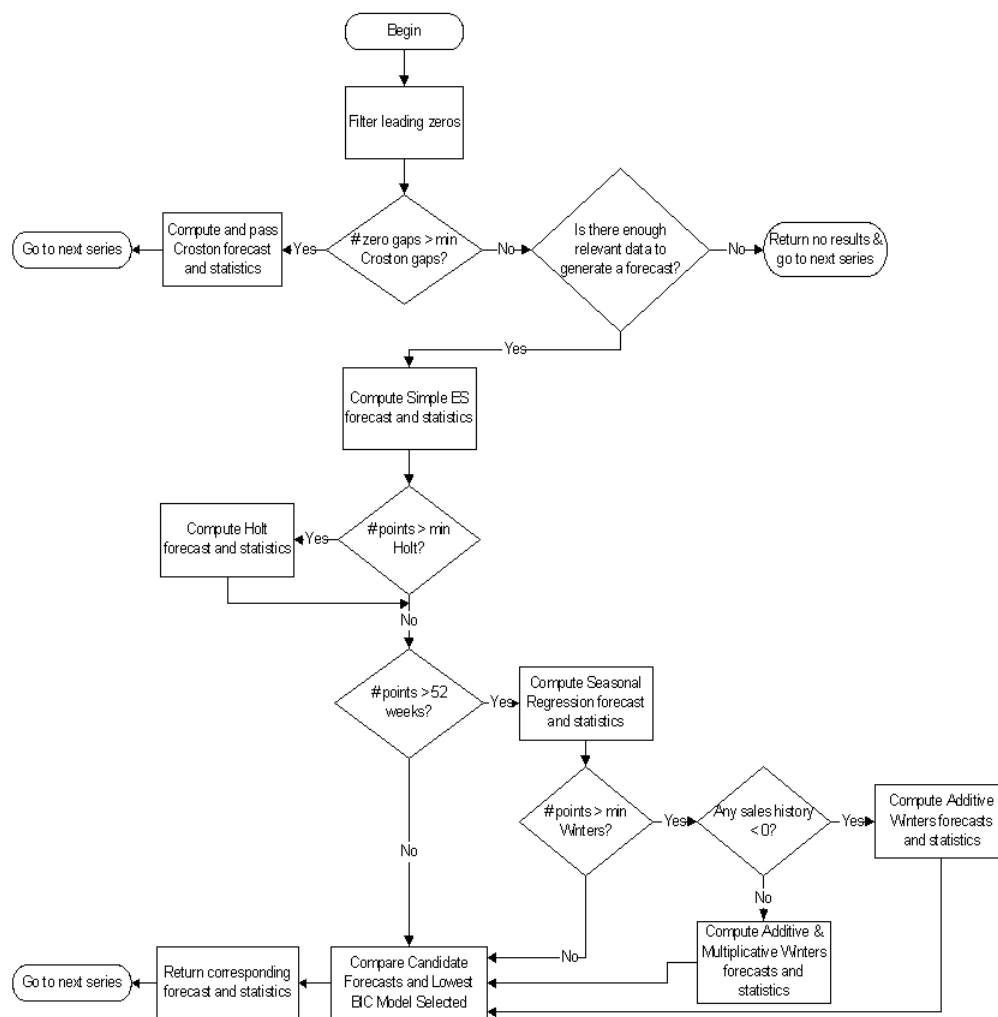 Begin
Filter leading zeros
Go to next series
Compute and pass
Croston forecast
and statistics
Yes
# zero gaps > min
Croston gaps?
No
Is there enough
relevant data to
generate a forecast?
No
Return no results &
go to next series
Yes
Compute Simple ES
forecast and statistics
Compute Holt
forecast and statistics
Yes
# points > min
Holt?
No
# points > 52
weeks?
Yes
Compute Seasonal
Regression forecast
and statistics
# points > min
Winters?
Yes
Any sales history
< 0?
Yes
Compute Additive
Winters forecasts
and statistics
No
No
Compute Additive &
Multiplicative Winters
forecasts and
statistics
No
Go to next series
Return corresponding
forecast and statistics
Compare Candidate
Forecasts and Lowest
BIC Model Selected